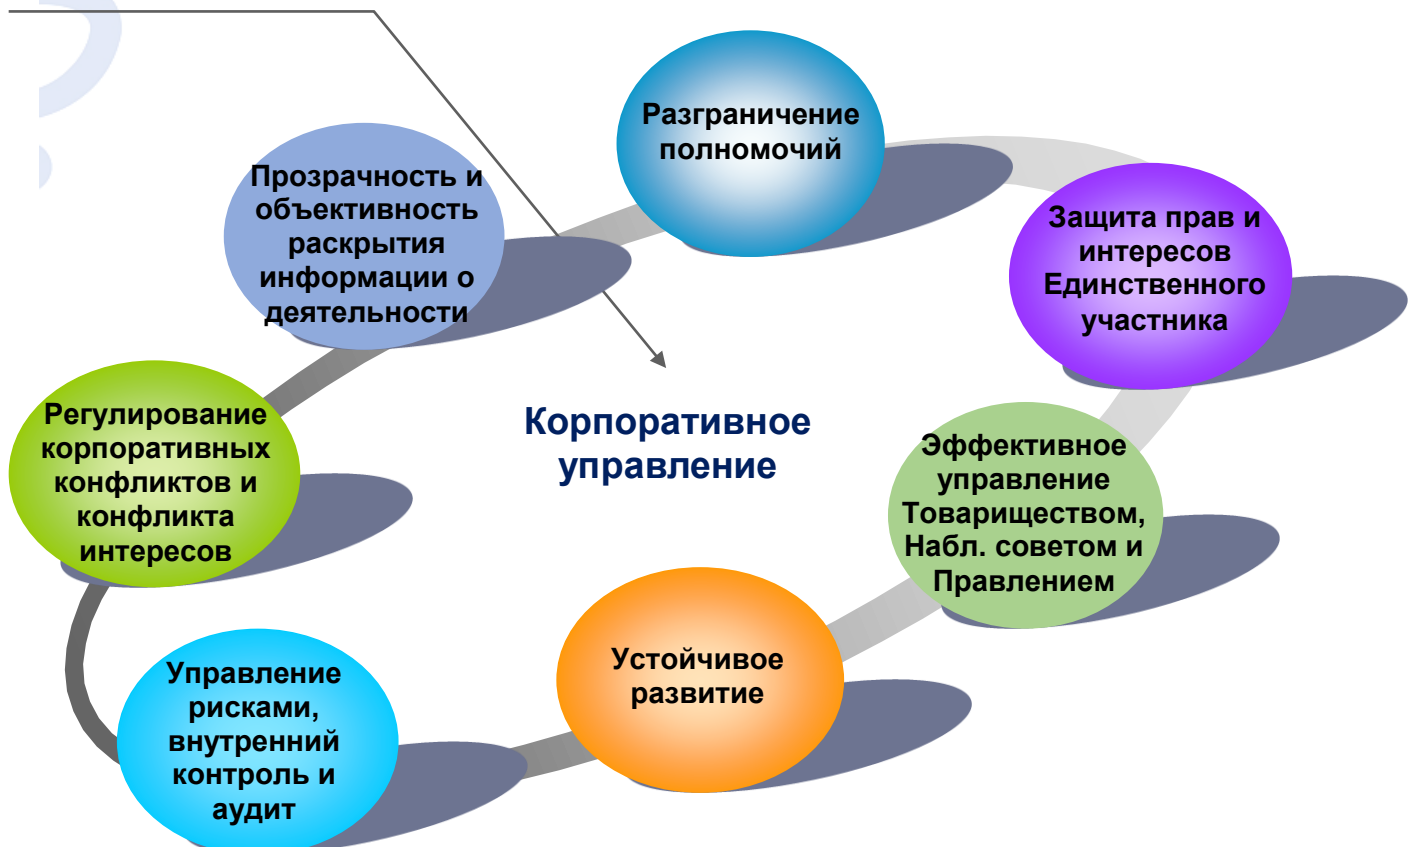 Разграничение
полномочий
Прозрачность и
объективность
раскрытия
информации о
деятельности
Защита прав и
интересов
Единственного
участника
Регулирование
корпоративных
конфликтов и
конфликта
интересов
Корпоративное
управление
Эффективное
управление
Товариществом,
Набл. советом и
Правлением
Управление
рисками,
внутренний
контроль и
аудит
Устойчивое
развитие